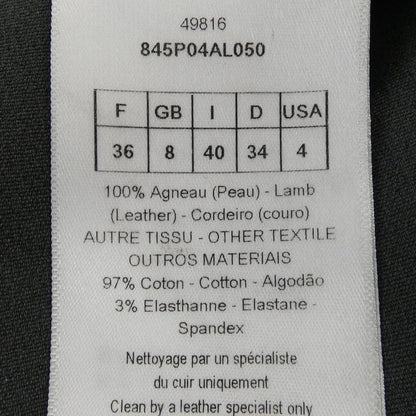 49816
845P04AL050
F GB I D USA
36 8 40 34 4
100% Agneau (Peau) - Lamb
(Leather) - Cordeiro (couro)
AUTRE TISSU - OTHER TEXTILE
OUTROS MATERIAIS
97% Coton - Cotton - Algodão
3% Elasthanne - Elastane -
Spandex
Nettoyage par un spécialiste
du cuir uniquement
Clean by a leather specialist only